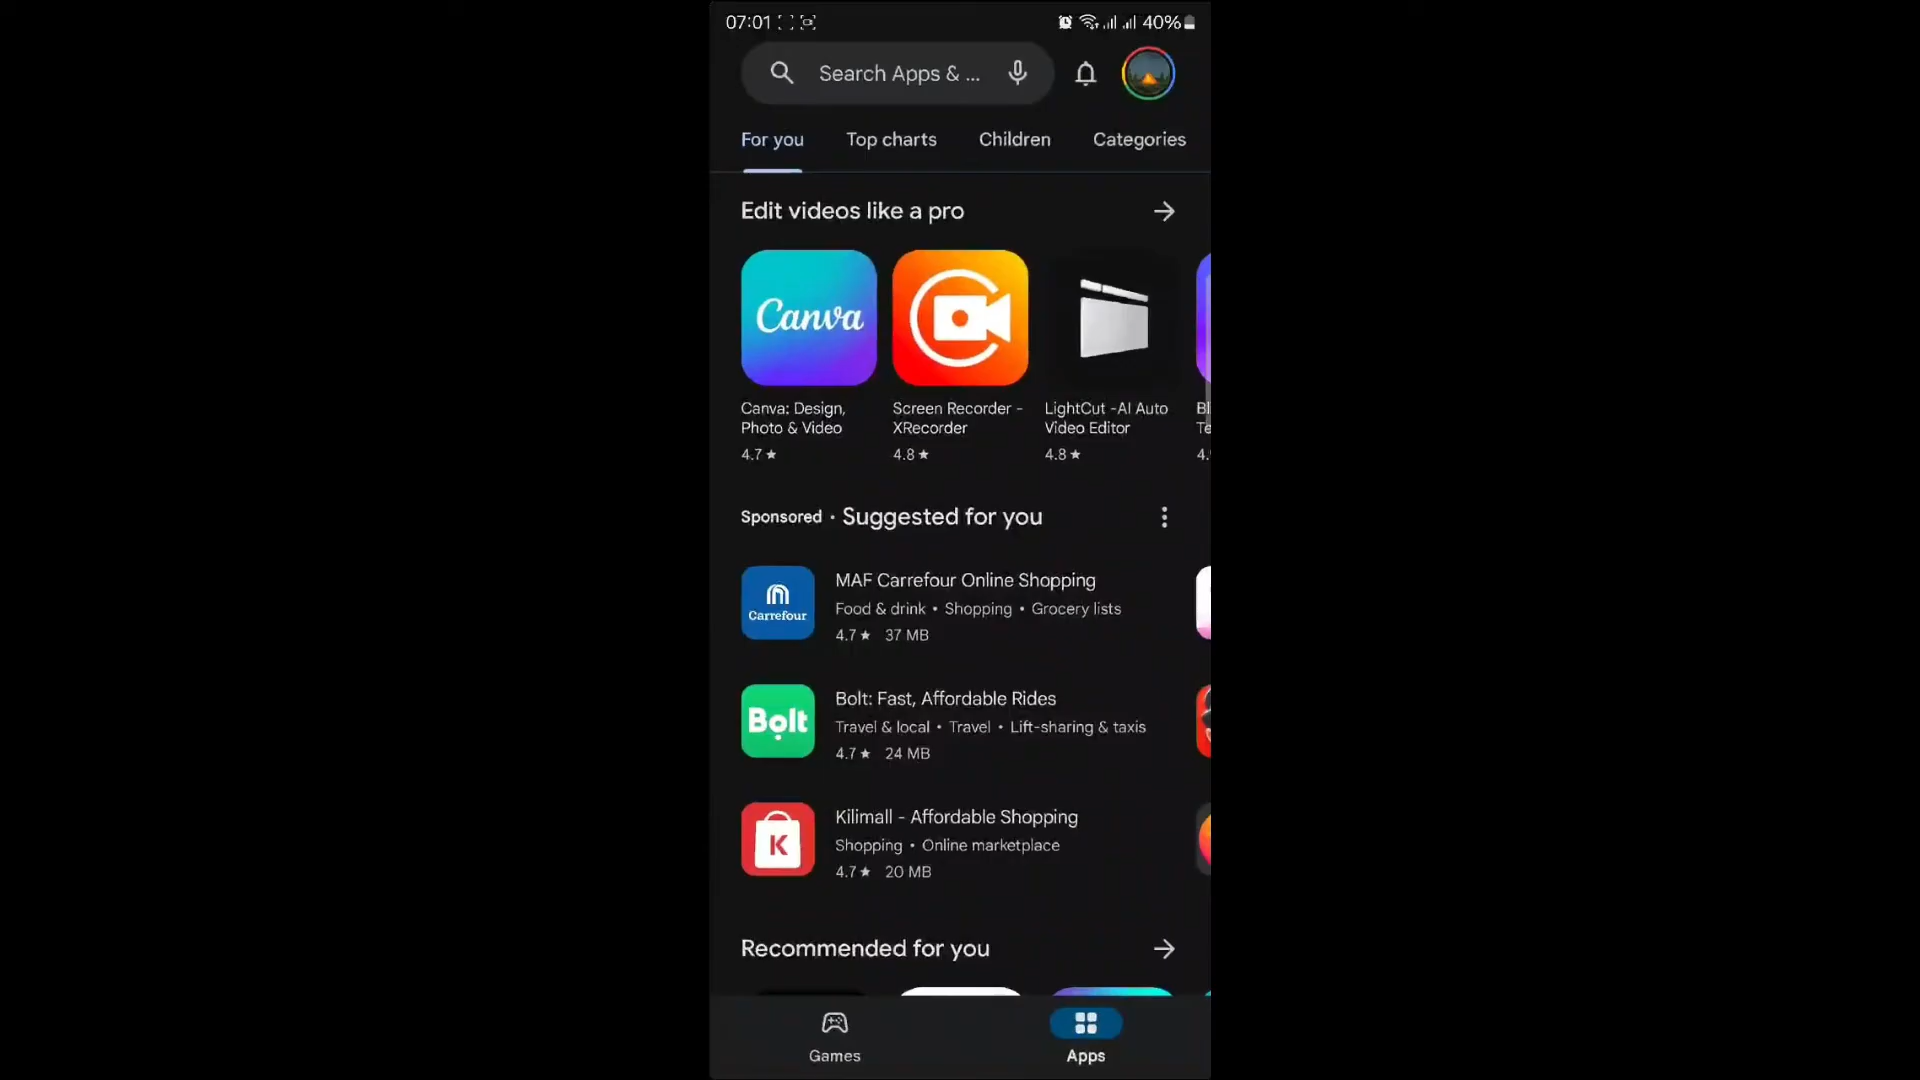 07:01 40%
Search Apps & ...
For you Top charts Children Categories
Edit videos like a pro
Canva
Canva: Design,
Photo & Video
4.7 ★
Screen Recorder -
XRecorder
4.8 ★
LightCut -AI Auto
Video Editor
4.8 ★
Bl
Te
4.
Sponsored • Suggested for you
Carrefour
MAF Carrefour Online Shopping
Food & drink • Shopping • Grocery lists
4.7 ★ 37 MB
Bolt
Bolt: Fast, Affordable Rides
Travel & local • Travel • Lift-sharing & taxis
4.7 ★ 24 MB
K
Kilimall - Affordable Shopping
Shopping • Online marketplace
4.7 ★ 20 MB
Recommended for you
Games Apps